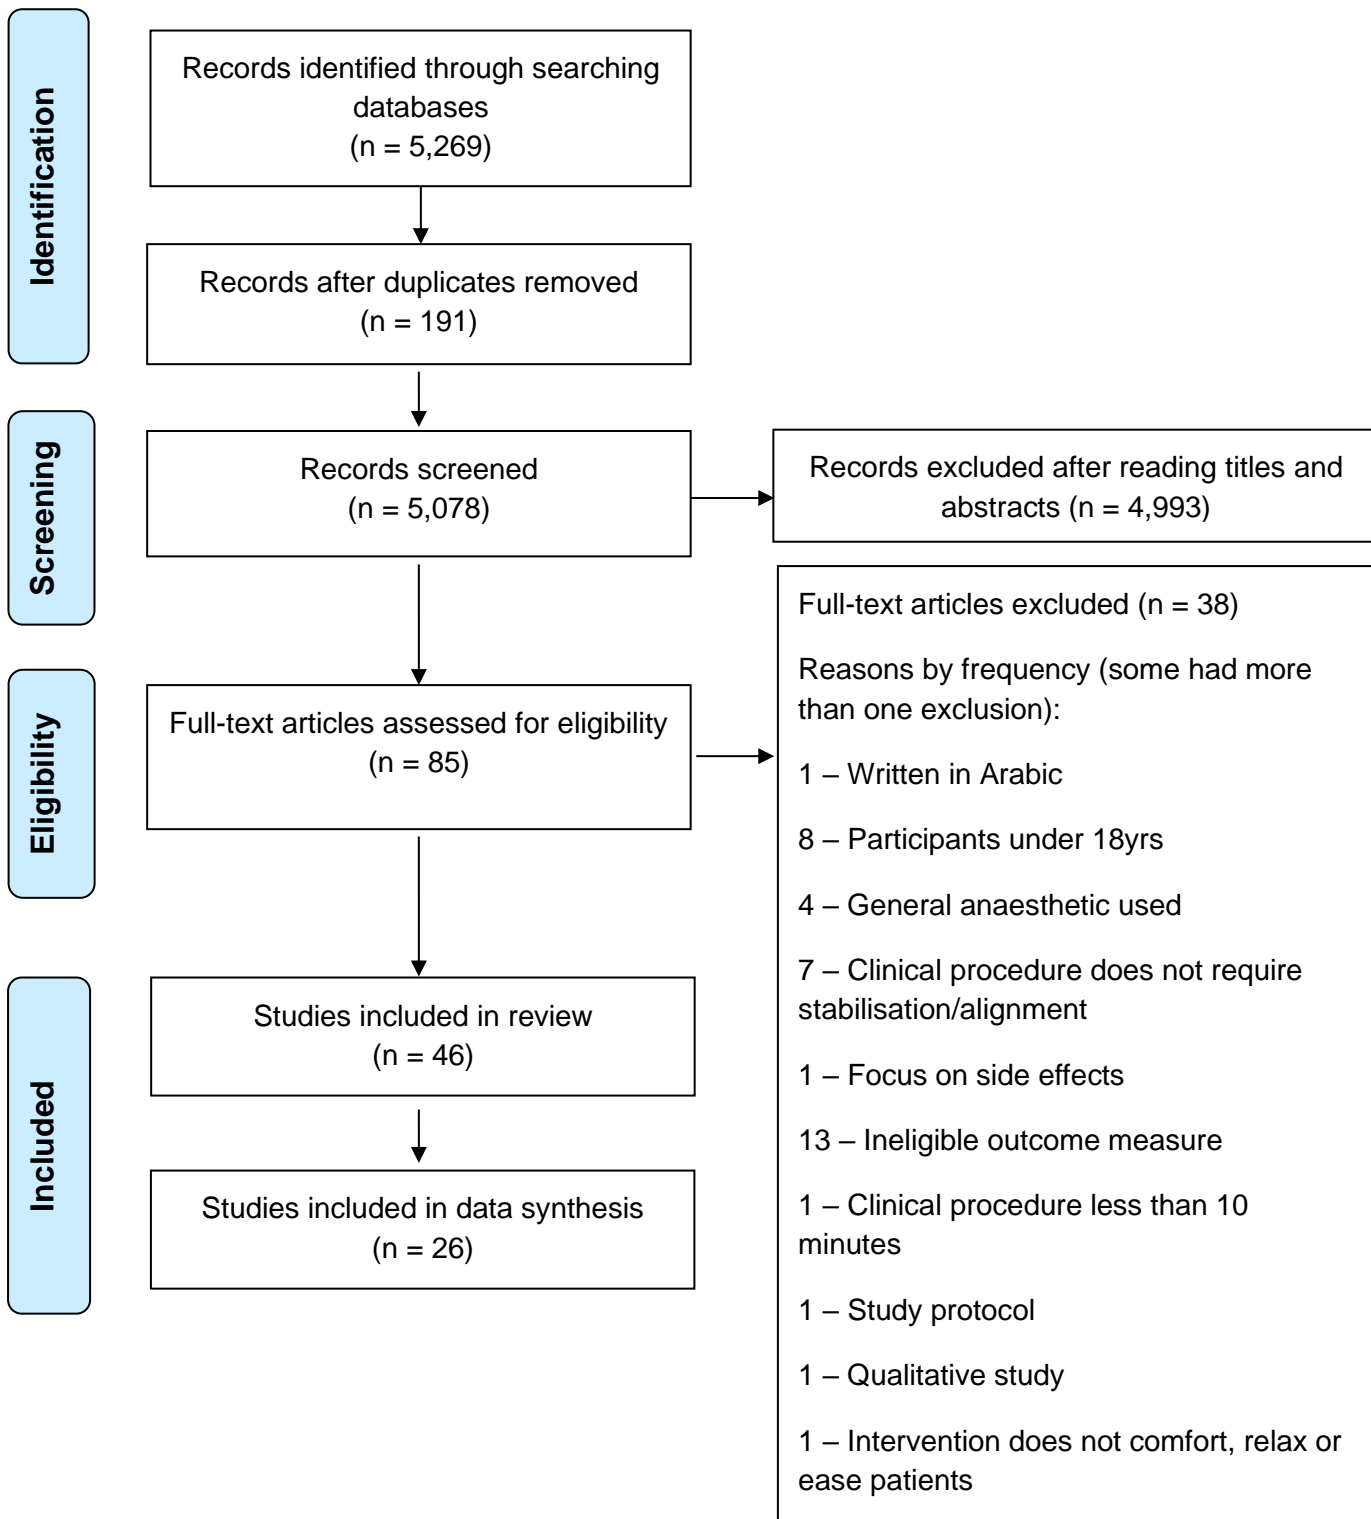 Identification
Records identified through searching
databases
(n = 5,269)
Records after duplicates removed
(n = 191)
Screening
Records screened
(n = 5,078)
Records excluded after reading titles and
abstracts (n = 4,993)
Eligibility
Full-text articles assessed for eligibility
(n = 85)
Full-text articles excluded (n = 38)
Reasons by frequency (some had more
than one exclusion):
1 – Written in Arabic
8 – Participants under 18yrs
4 – General anaesthetic used
7 – Clinical procedure does not require
stabilisation/alignment
1 – Focus on side effects
13 – Ineligible outcome measure
1 – Clinical procedure less than 10
minutes
1 – Study protocol
1 – Qualitative study
1 – Intervention does not comfort, relax or
ease patients
Included
Studies included in review
(n = 46)
Studies included in data synthesis
(n = 26)